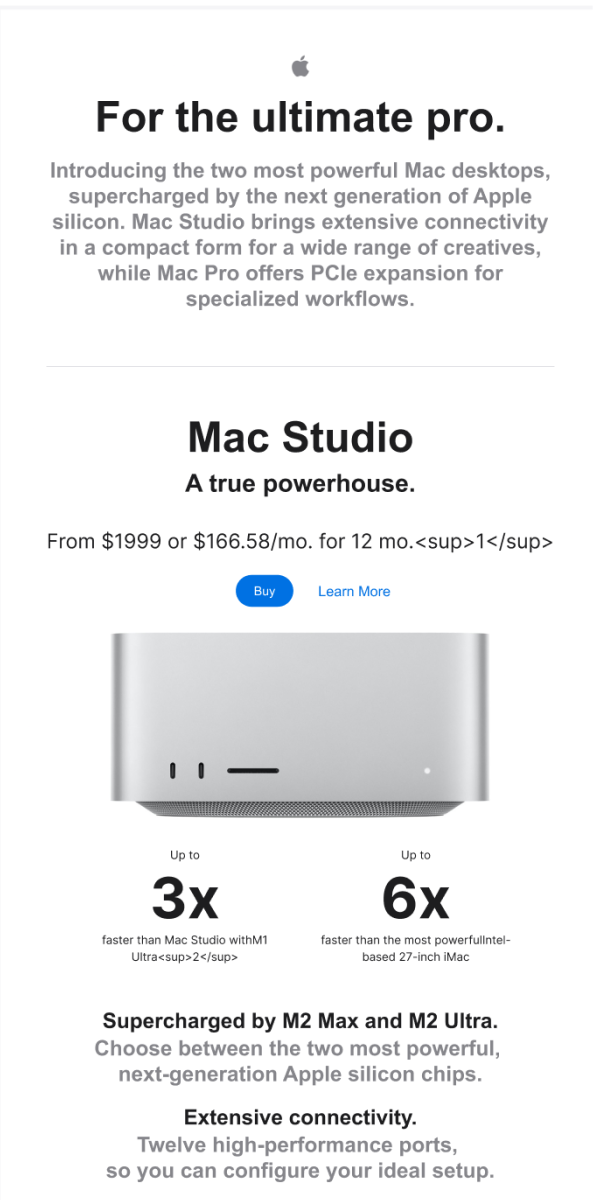 For the ultimate pro.
Introducing the two most powerful Mac desktops,
supercharged by the next generation of Apple
silicon. Mac Studio brings extensive connectivity
in a compact form for a wide range of creatives,
while Mac Pro offers PCIe expansion for
specialized workflows.
Mac Studio
A true powerhouse.
From $1999 or $166.58/mo. for 12 mo.<sup>1</sup>
Buy
Learn More
Up to
3x
faster than Mac Studio withM1
Ultra<sup>2</sup>
Up to
6x
faster than the most powerfulIntel-
based 27-inch iMac
Supercharged by M2 Max and M2 Ultra.
Choose between the two most powerful,
next-generation Apple silicon chips.
Extensive connectivity.
Twelve high-performance ports,
so you can configure your ideal setup.